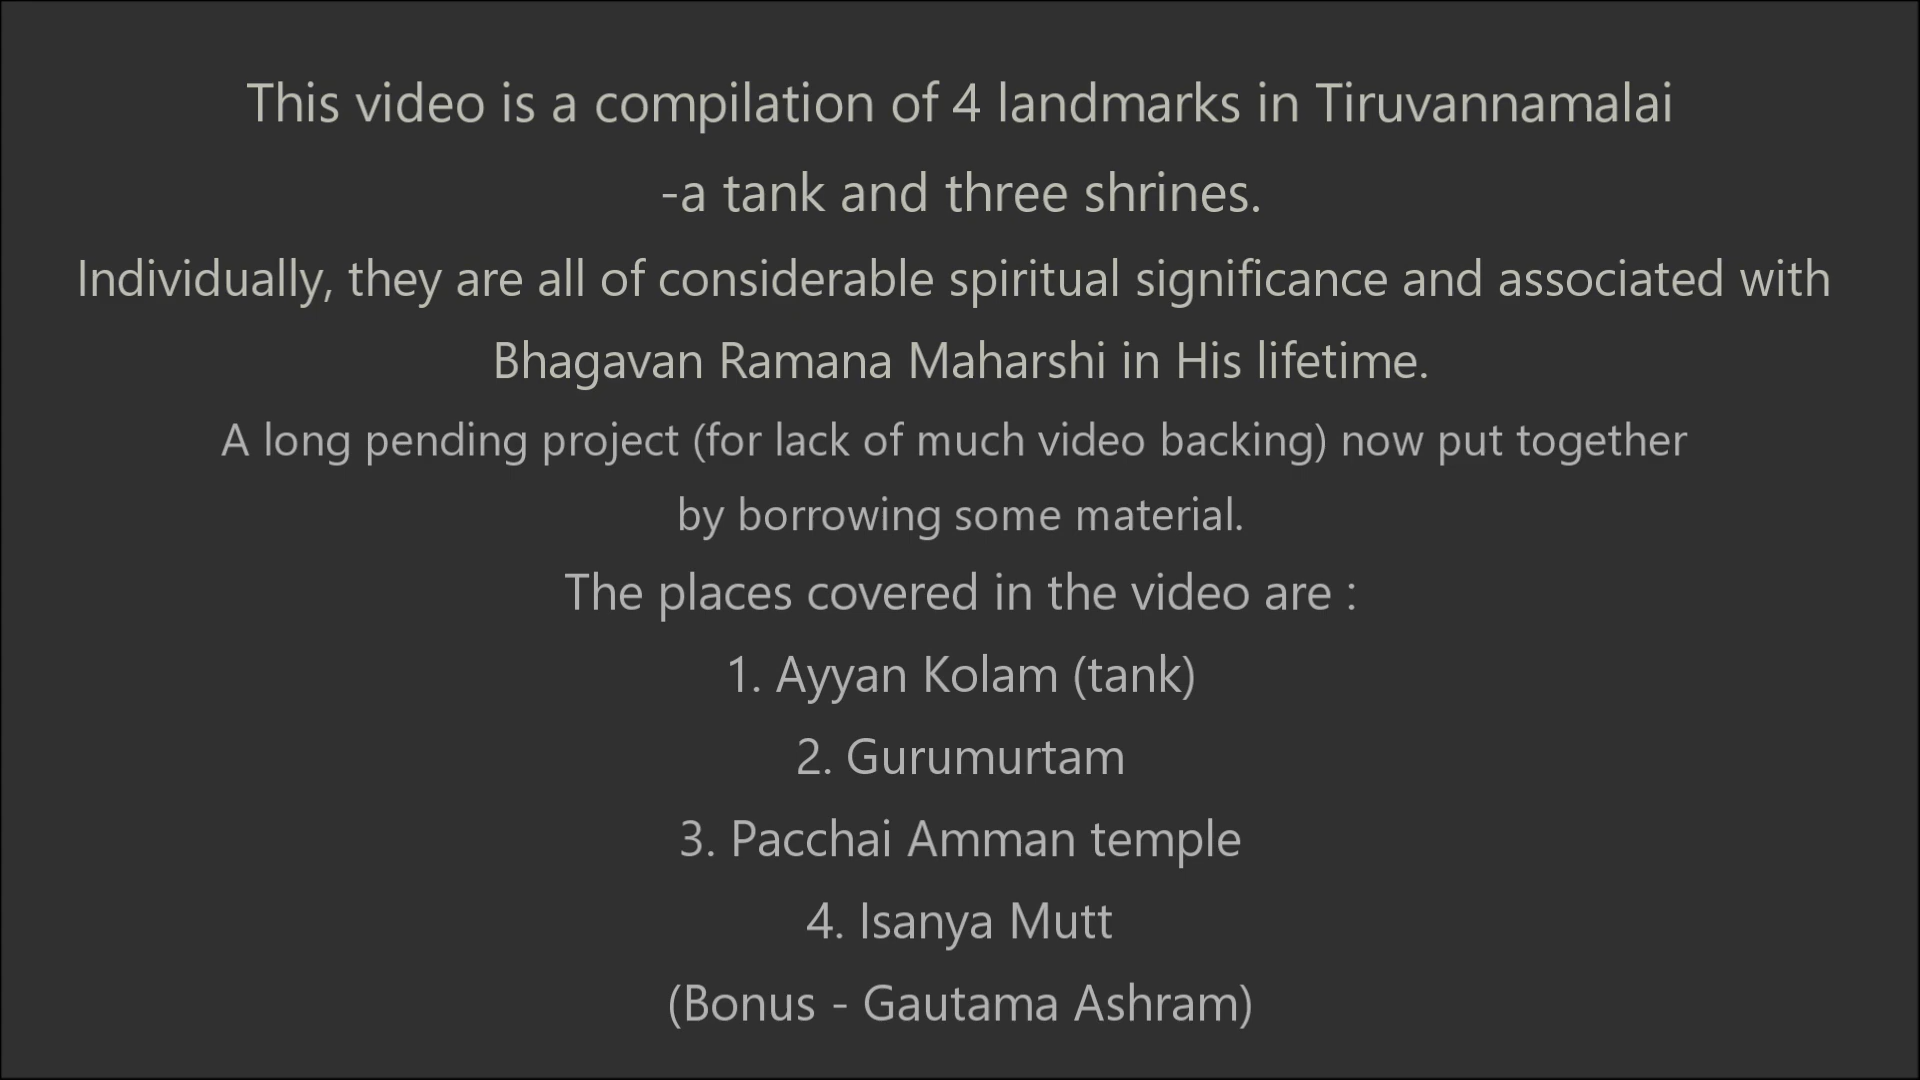 This video is a compilation of 4 landmarks in Tiruvannamalai
-a tank and three shrines.
Individually, they are all of considerable spiritual significance and associated with
Bhagavan Ramana Maharshi in His lifetime.
A long pending project (for lack of much video backing) now put together
by borrowing some material.
The places covered in the video are :
1. Ayyan Kolam (tank)
2. Gurumurtam
3. Pacchai Amman temple
4. Isanya Mutt
(Bonus - Gautama Ashram)